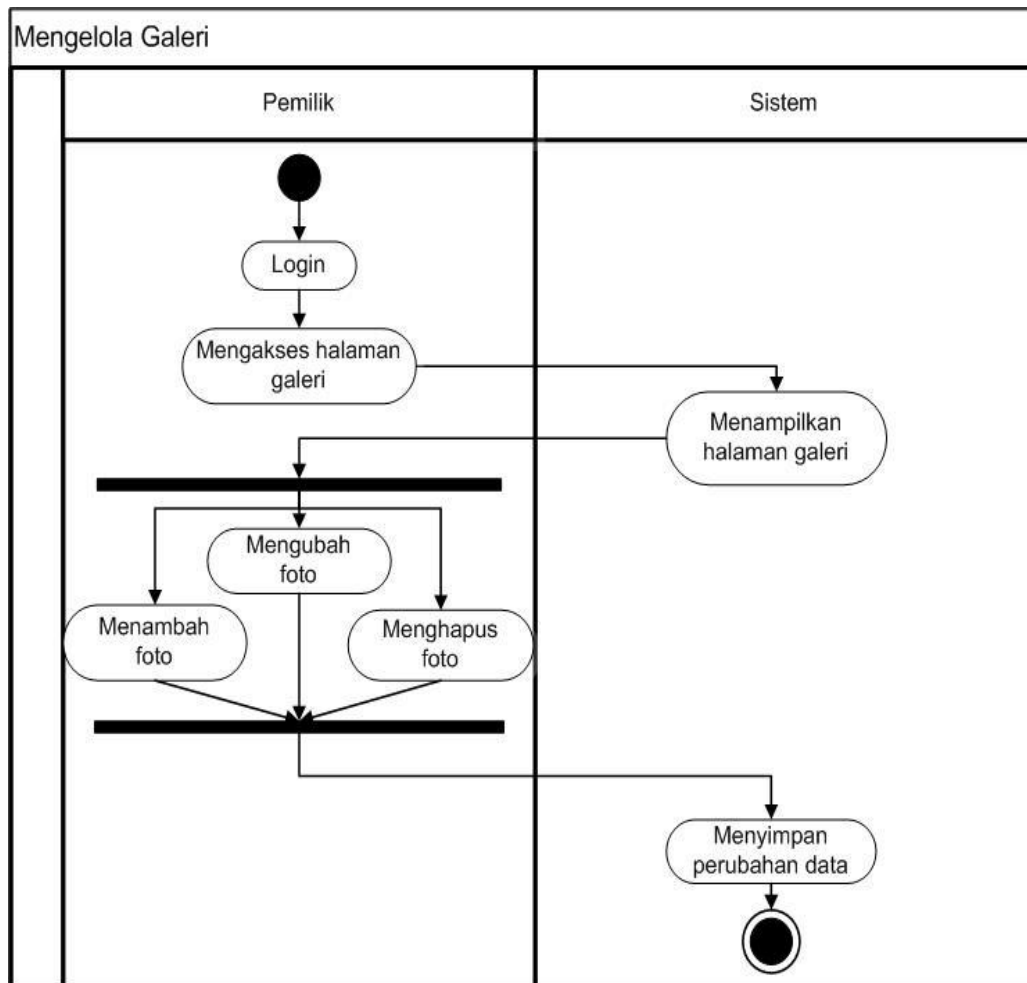 Mengelola Galeri
Pemilik
Sistem
Login
Mengakses halaman
galeri
Menampilkan
halaman galeri
Mengubah
foto
Menambah
foto
Menghapus
foto
Menyimpan
perubahan data